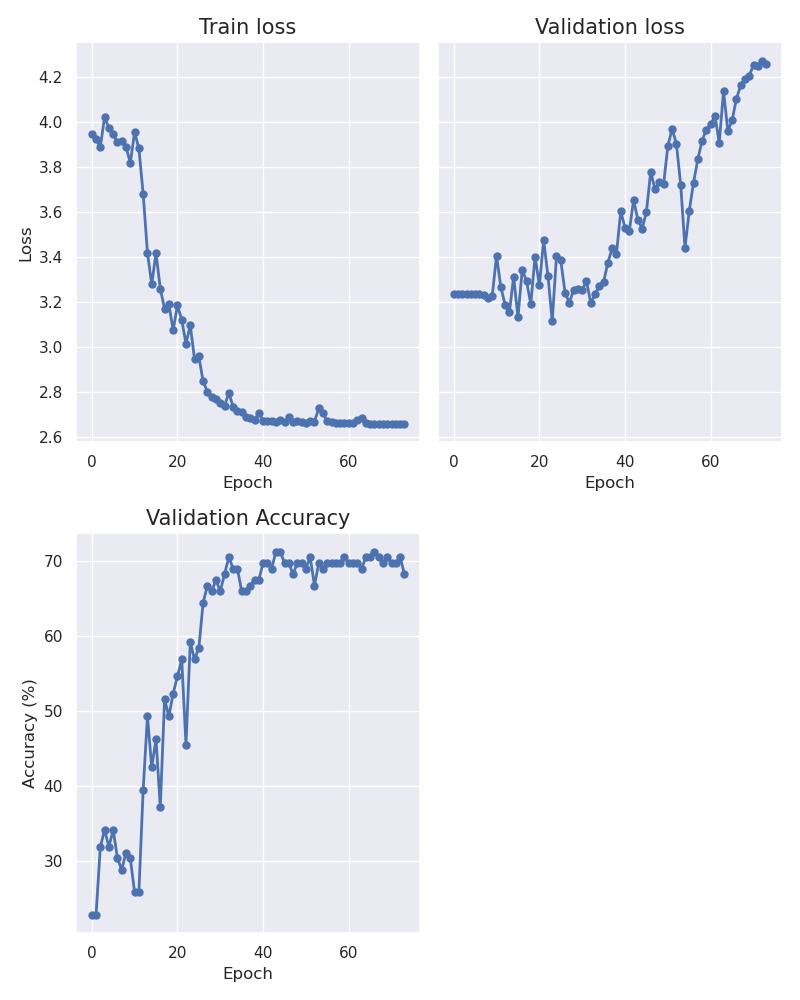 Train loss
Validation loss
4.2
4.0
3.8
3.6
3.4
3.2
3.0
2.8
2.6
Loss
0 20 40 60
0 20 40 60
Epoch
Epoch
Validation Accuracy
70
60
50
40
30
Accuracy (%)
0 20 40 60
Epoch